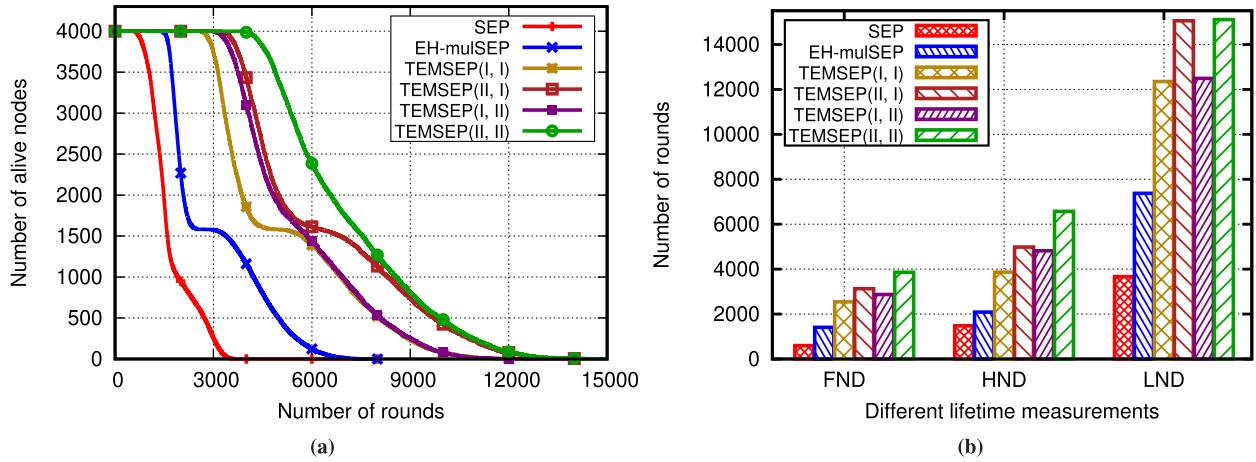 4000
3500
3000
2500
2000
1500
1000
500
0
Number of alive nodes
SEP
EH-mulSEP
TEMSEP(I, I)
TEMSEP(II, I)
TEMSEP(I, II)
TEMSEP(II, II)
0 3000 6000 9000 12000 15000
Number of rounds
(a)
14000
12000
10000
8000
6000
4000
2000
0
Number of rounds
SEP
EH-mulSEP
TEMSEP(I, I)
TEMSEP(II, I)
TEMSEP(I, II)
TEMSEP(II, II)
FND HND LND
Different lifetime measurements
(b)